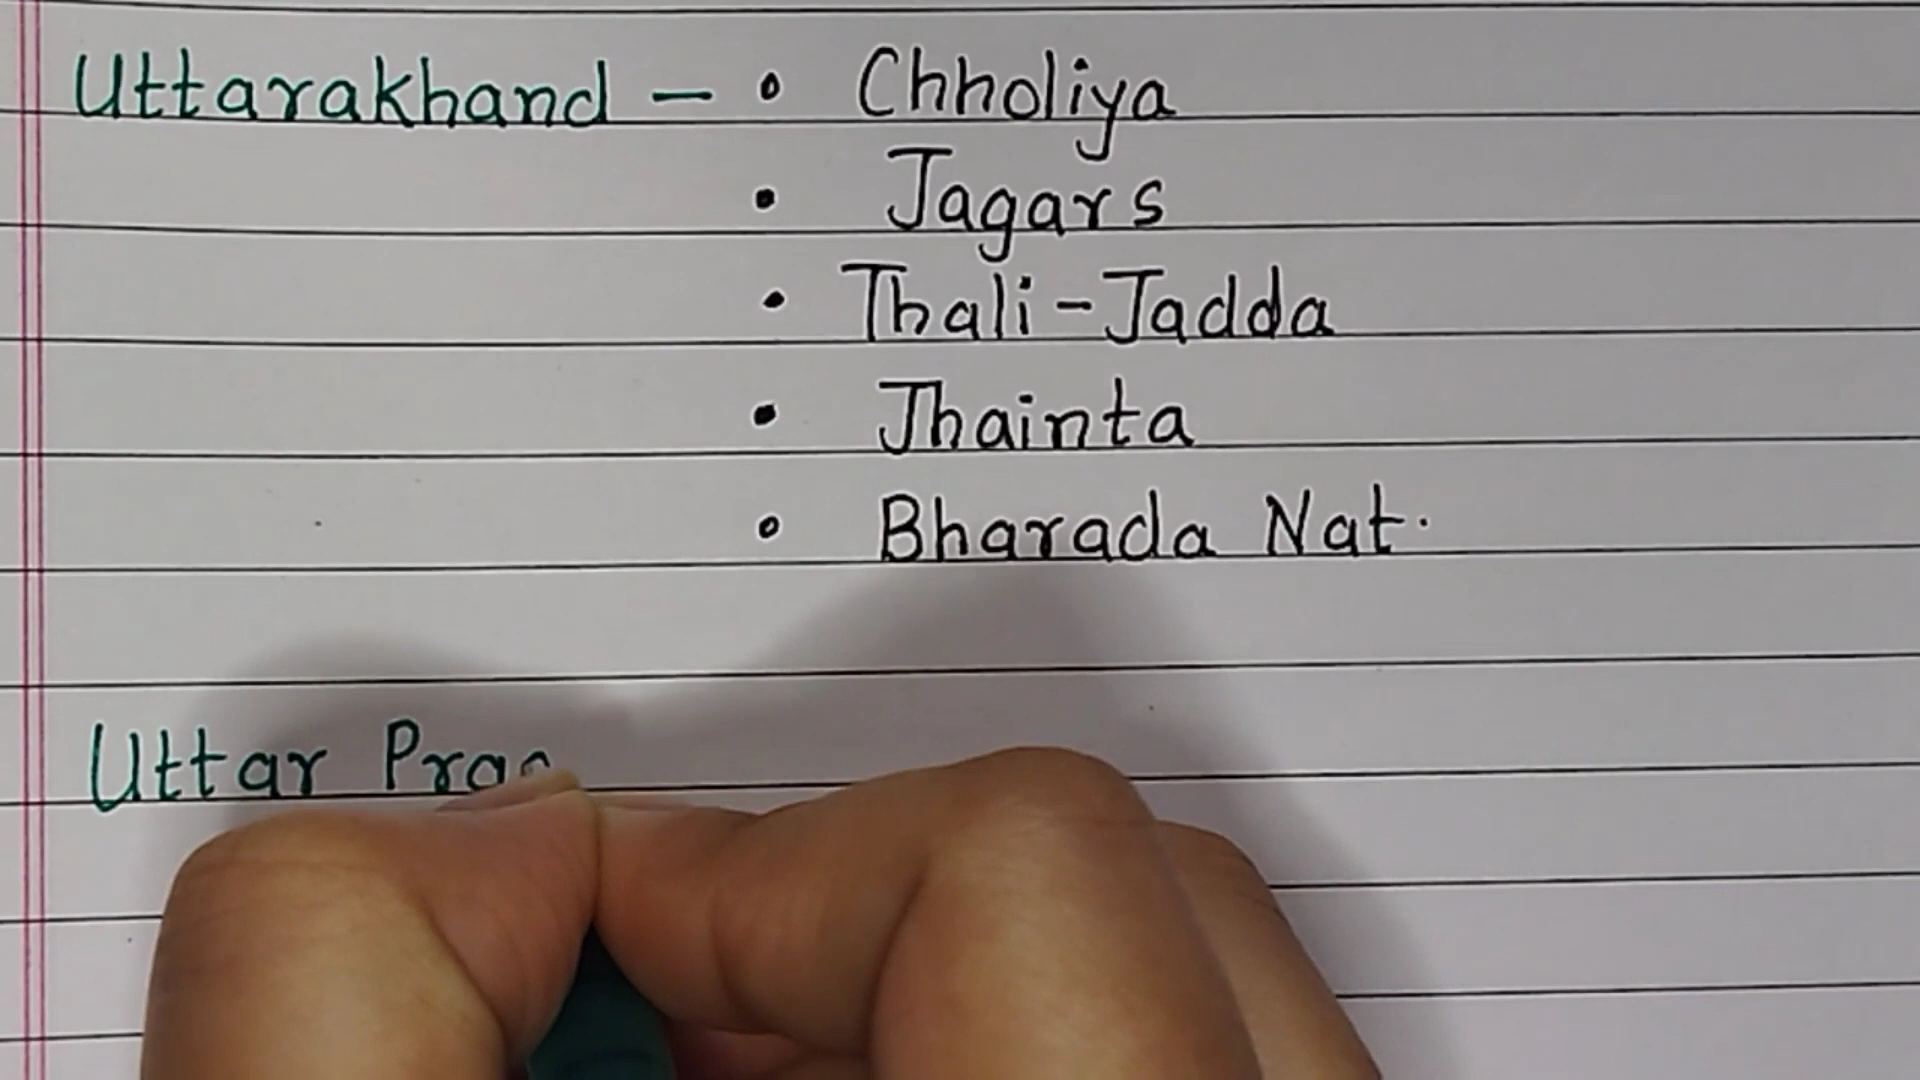 Uttarakhand – • Chholiya
• Jagars
• Thali-Jadda
• Jhainta
• Bharada Nat.
Uttar